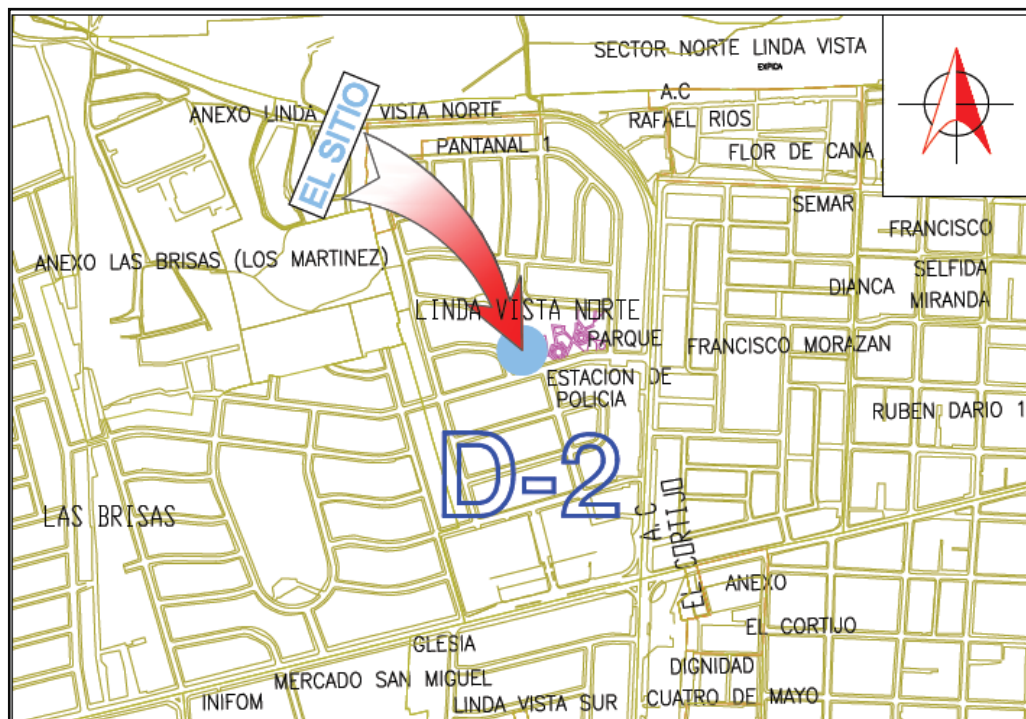 SECTOR NORTE LINDA VISTA
EXPICA
A.C
ANEXO LINDA VISTA NORTE
EL SITIO
RAFAEL RIOS
PANTANAL 1
FLOR DE CANA
SEMAR
FRANCISCO
ANEXO LAS BRISAS (LOS MARTINEZ)
SELFIDA
DIANCA
MIRANDA
LINDA VISTA NORTE
PARQUE
FRANCISCO MORAZAN
ESTACION DE
POLICIA
RUBEN DARIO 1
D-2
LAS BRISAS
A.C
EL CORTIJO
ANEXO
EL CORTIJO
GLESIA
DIGNIDAD
MERCADO SAN MIGUEL
INIFOM
LINDA VISTA SUR
CUATRO DE MAYO